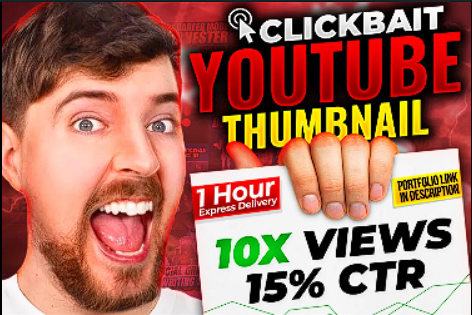 CLICKBAIT
YOUTUBE
THUMBNAIL
1 Hour
Express Delivery
PORTFOLIO LINK
IN DESCRIPTION
10X VIEWS
15% CTR